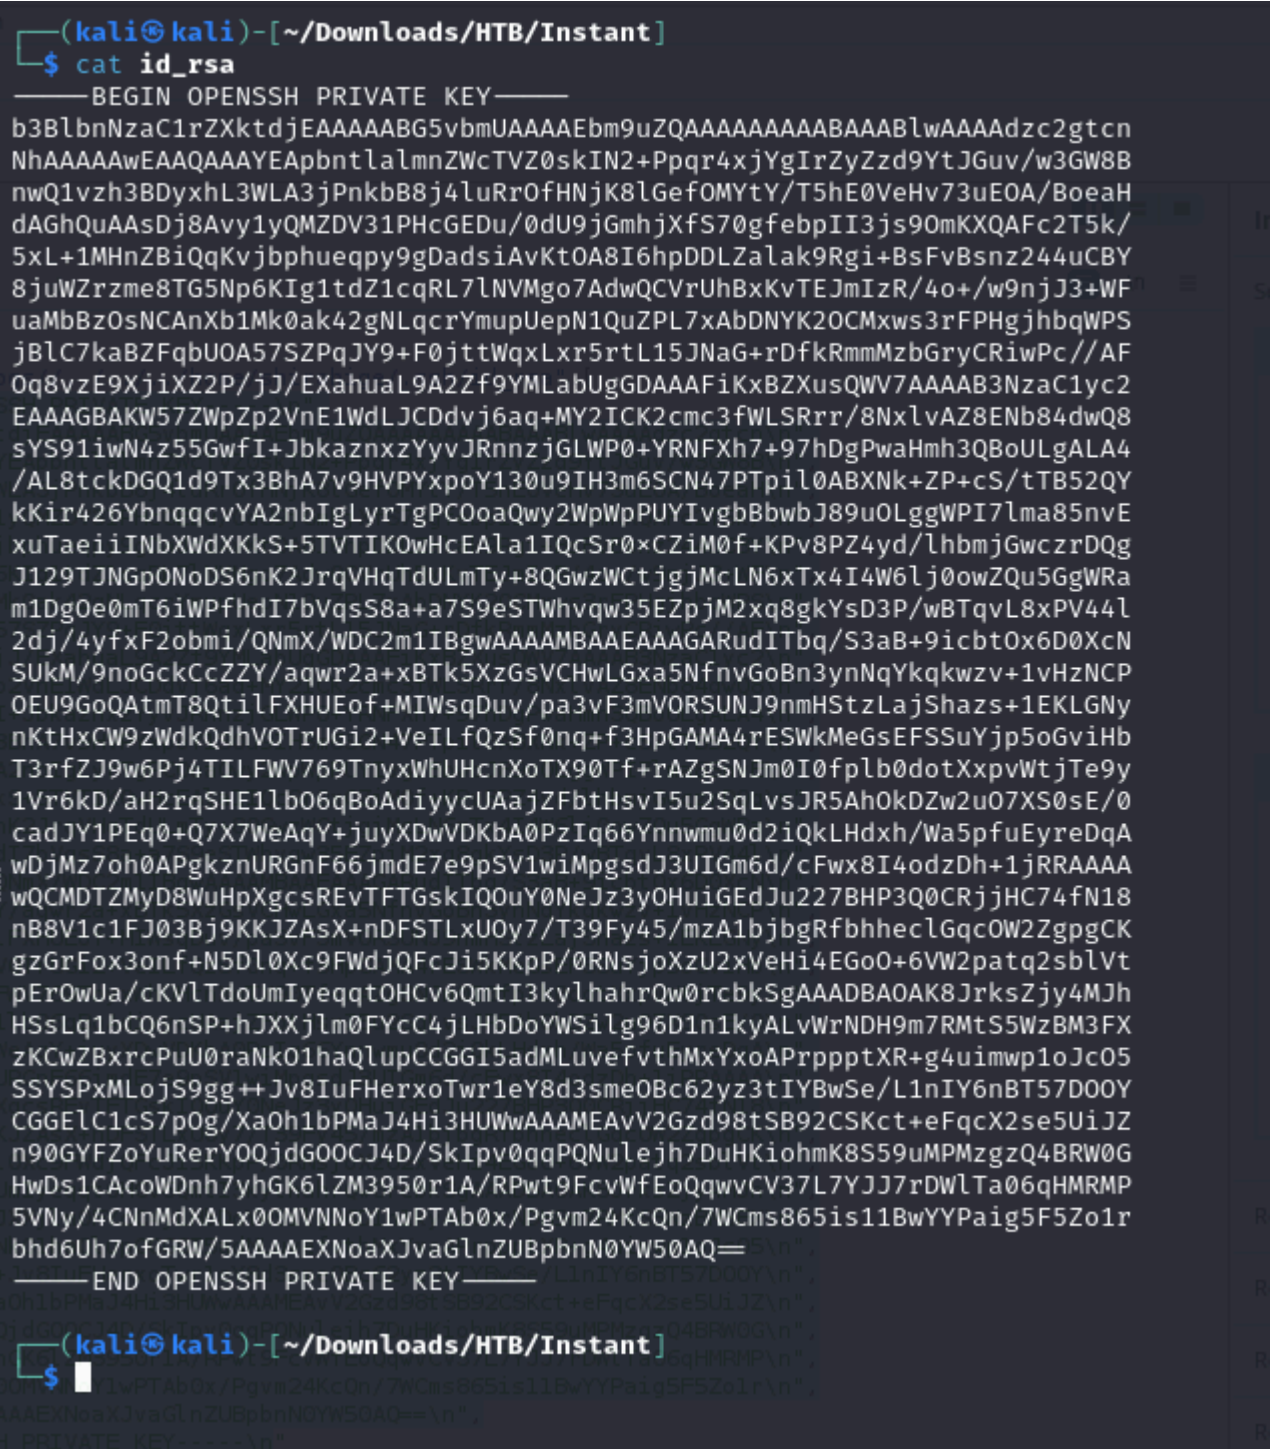 ┌──(kali㉿kali)-[~/Downloads/HTB/Instant]
└─$ cat id_rsa
-----BEGIN OPENSSH PRIVATE KEY-----
b3BlbnNzaC1rZXktdjEAAAAABG5vbmUAAAAEbm9uZQAAAAAAAAABAAABlwAAAAdzc2gtcn
NhAAAAAwEAAQAAAYEApbntlalmnZWcTVZ0skIN2+Ppqr4xjYgIrZyZzd9YtJGuv/w3GW8B
nwQ1vzh3BDyxhL3WLA3jPnkbB8j4luRrOfHNjK8lGefOMYtY/T5hE0VeHv73uEOA/BoeaH
dAGhQuAAsDj8Avy1yQMZDV31PHcGEDu/0dU9jGmhjXfS70gfebpII3js9OmKXQAFc2T5k/
5xL+1MHnZBiQqKvjbphueqpy9gDadsiAvKtOA8I6hpDDLZalak9Rgi+BsFvBsnz244uCBY
8juWZrzme8TG5Np6KIg1tdZ1cqRL7lNVMgo7AdwQCVrUhBxKvTEJmIzR/4o+/w9njJ3+WF
uaMbBzOsNCAnXb1Mk0ak42gNLqcrYmupUepN1QuZPL7xAbDNYK2OCMxws3rFPHgjhbqWPS
jBlC7kaBZFqbUOA57SZPqJY9+F0jttWqxLxr5rtL15JNaG+rDfkRmmMzbGryCRiwPc//AF
Oq8vzE9XjiXZ2P/jJ/EXahuaL9A2Zf9YMLabUgGDAAAFiKxBZXusQWV7AAAAB3NzaC1yc2
EAAAGBAKW57ZWpZp2VnE1WdLJCDdvj6aq+MY2ICK2cmc3fWLSRrr/8NxlvAZ8ENb84dwQ8
sYS91iwN4z55GwfI+JbkaznxzYyvJRnnzjGLWP0+YRNFXh7+97hDgPwaHmh3QBoULgALA4
/AL8tckDGQ1d9Tx3BhA7v9HVPYxpoY130u9IH3m6SCN47PTpil0ABXNk+ZP+cS/tTB52QY
kKir426YbnqqcvYA2nbIgLyrTgPCOoaQwy2WpWpPUYIvgbBbwbJ89uOLggWPI7lma85nvE
xuTaeiiINbXWdXKkS+5TVTIKOwHcEAla1IQcSr0xCZiM0f+KPv8PZ4yd/lhbmjGwczrDQg
J129TJNGpONoDS6nK2JrqVHqTdULmTy+8QGwzWCtjgjMcLN6xTx4I4W6lj0owZQu5GgWRa
m1DgOe0mT6iWPfhdI7bVqsS8a+a7S9eSTWhvqw35EZpjM2xq8gkYsD3P/wBTqvL8xPV44l
2dj/4yfxF2obmi/QNmX/WDC2m1IBgwAAAAMBAAEAAAGARudITbq/S3aB+9icbtOx6D0XcN
SUkM/9noGckCcZZY/aqwr2a+xBTk5XzGsVCHwLGxa5NfnvGoBn3ynNqYkqkwzv+1vHzNCP
OEU9GoQAtmT8QtilFXHUEof+MIWsqDuv/pa3vF3mVORSUNJ9nmHStzLajShazs+1EKLGNy
nKtHxCW9zWdkQdhVOTrUGi2+VeILfQzSf0nq+f3HpGAMA4rESWkMeGsEFSSuYjp5oGviHb
T3rfZJ9w6Pj4TILFWV769TnyxWhUHcnXoTX90Tf+rAZgSNJm0I0fplb0dotXxpvWtjTe9y
1Vr6kD/aH2rqSHE1lbO6qBoAdiyycUAajZFbtHsvI5u2SqLvsJR5AhOkDZw2uO7XS0sE/0
cadJY1PEq0+Q7X7WeAqY+juyXDwVDKbA0PzIq66Ynnwmu0d2iQkLHdxh/Wa5pfuEyreDqA
wDjMz7oh0APgkznURGnF66jmdE7e9pSV1wiMpgsdJ3UIGm6d/cFwx8I4odzDh+1jRRAAAA
wQCMDTZMyD8WuHpXgcsREvTFTGskIQOuY0NeJz3yOHuiGEdJu227BHP3Q0CRjjHC74fN18
nB8V1c1FJ03Bj9KKJZAsX+nDFSTLxUOy7/T39Fy45/mzA1bjbgRfbhheclGqcOW2ZgpgCK
gzGrFox3onf+N5Dl0Xc9FWdjQFcJi5KKpP/0RNsjoXzU2xVeHi4EGoO+6VW2patq2sblVt
pErOwUa/cKVlTdoUmIyeqqtOHCv6QmtI3kylhahrQw0rcbkSgAAADBAOAK8JrksZjy4MJh
HSsLq1bCQ6nSP+hJXXjlm0FYcC4jLHbDoYWSilg96D1n1kyALvWrNDH9m7RMtS5WzBM3FX
zKCwZBxrcPuU0raNkO1haQlupCCGGI5adMLuvefvthMxYxoAPrppptXR+g4uimwp1oJcO5
SSYSPxMLojS9gg++Jv8IuFHerxoTwr1eY8d3smeOBc62yz3tIYBwSe/L1nIY6nBT57DOOY
CGGElC1cS7pOg/XaOh1bPMaJ4Hi3HUWwAAAMEAvV2Gzd98tSB92CSKct+eFqcX2se5UiJZ
n90GYFZoYuRerYOQjdGOOCJ4D/SkIpv0qqPQNulejh7DuHKiohmK8S59uMPMzgzQ4BRW0G
HwDs1CAcoWDnh7yhGK6lZM3950r1A/RPwt9FcvWfEoQqwvCV37L7YJJ7rDWlTa06qHMRMP
5VNy/4CNnMdXALx0OMVNNoY1wPTAb0x/Pgvm24KcQn/7WCms865is11BwYYPaig5F5Zo1r
bhd6Uh7ofGRW/5AAAAEXNoaXJvaGlnZUBpbnN0YW50AQ==
-----END OPENSSH PRIVATE KEY-----
┌──(kali㉿kali)-[~/Downloads/HTB/Instant]
└─$